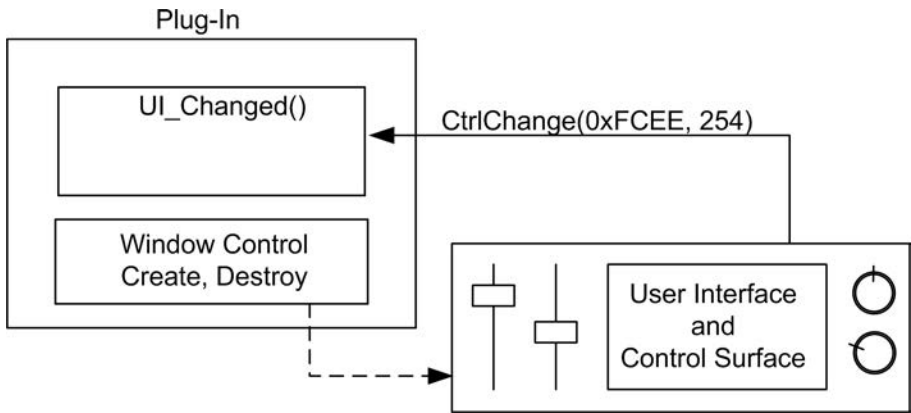 Plug-In
UI_Changed()
CtrlChange(0xFCEE, 254)
Window Control
Create, Destroy
User Interface
and
Control Surface